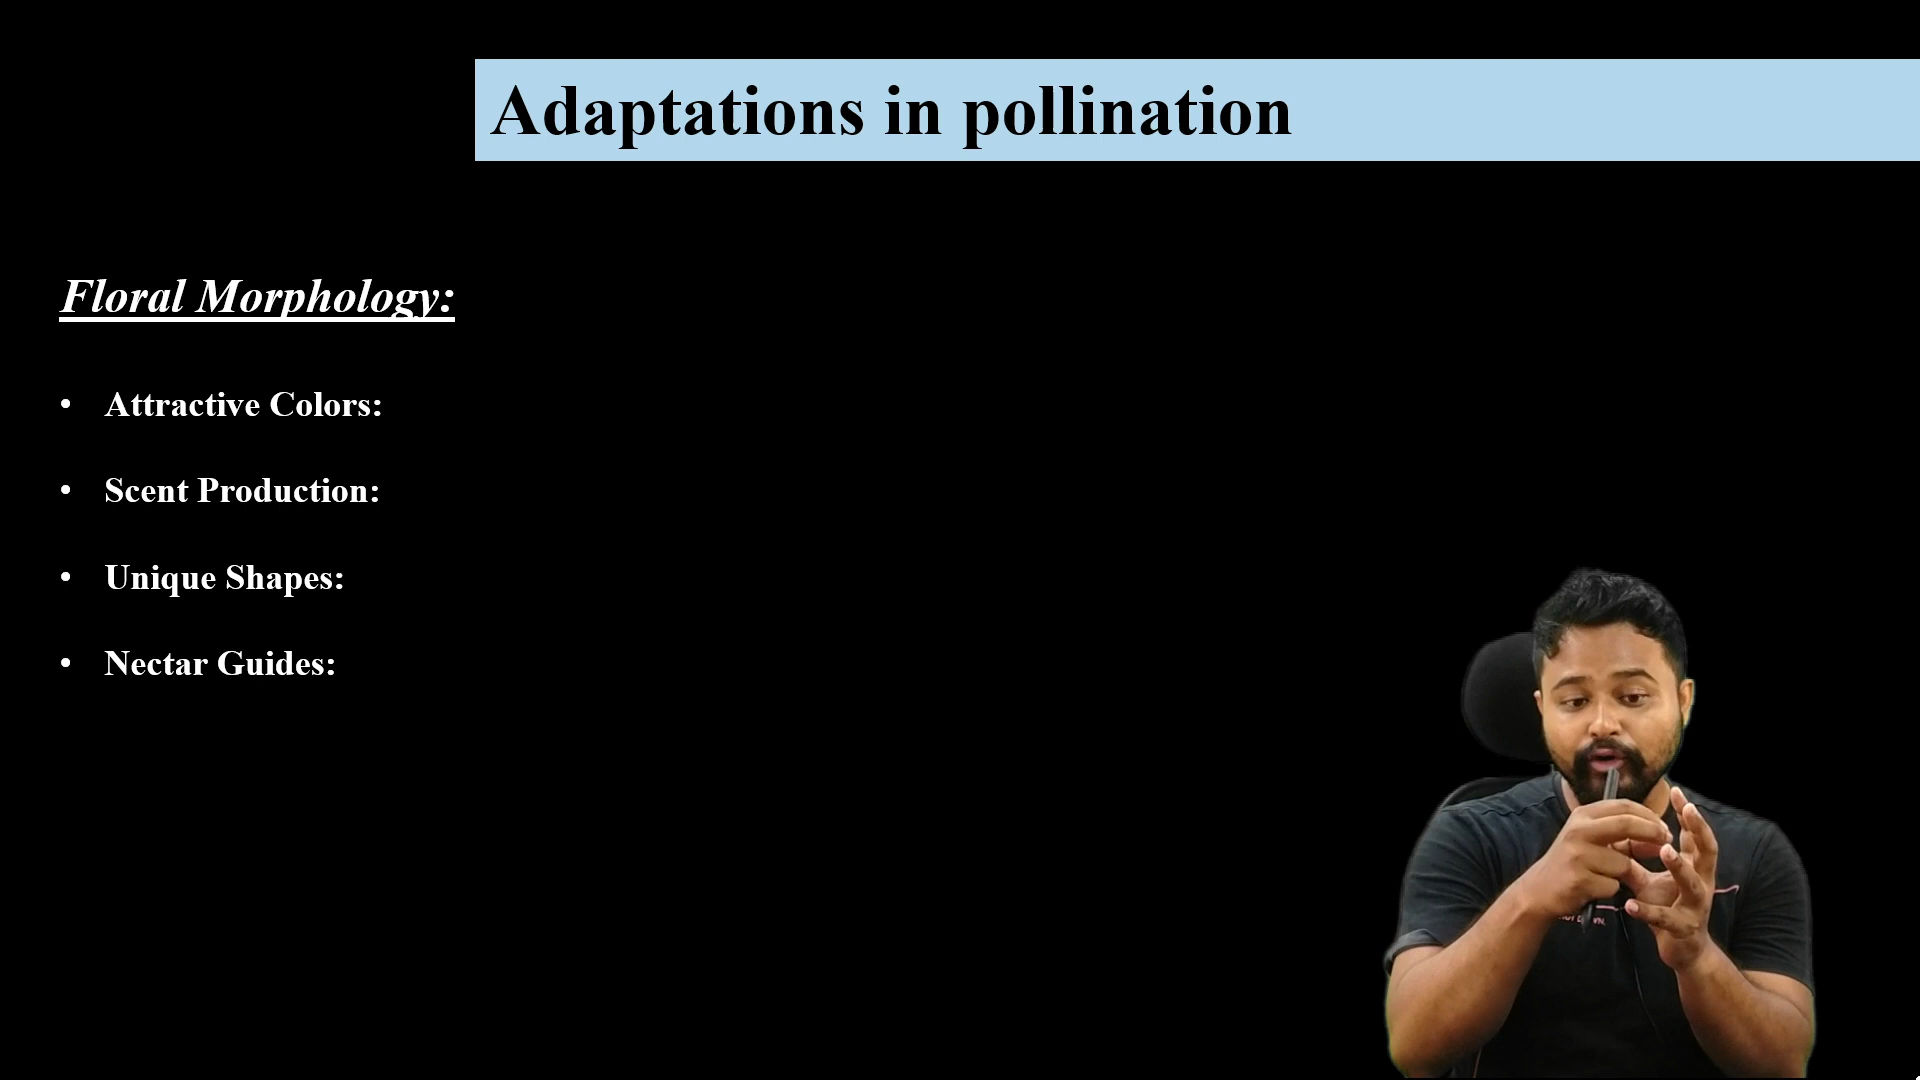 Adaptations in pollination
Floral Morphology:
• Attractive Colors:
• Scent Production:
• Unique Shapes:
• Nectar Guides: